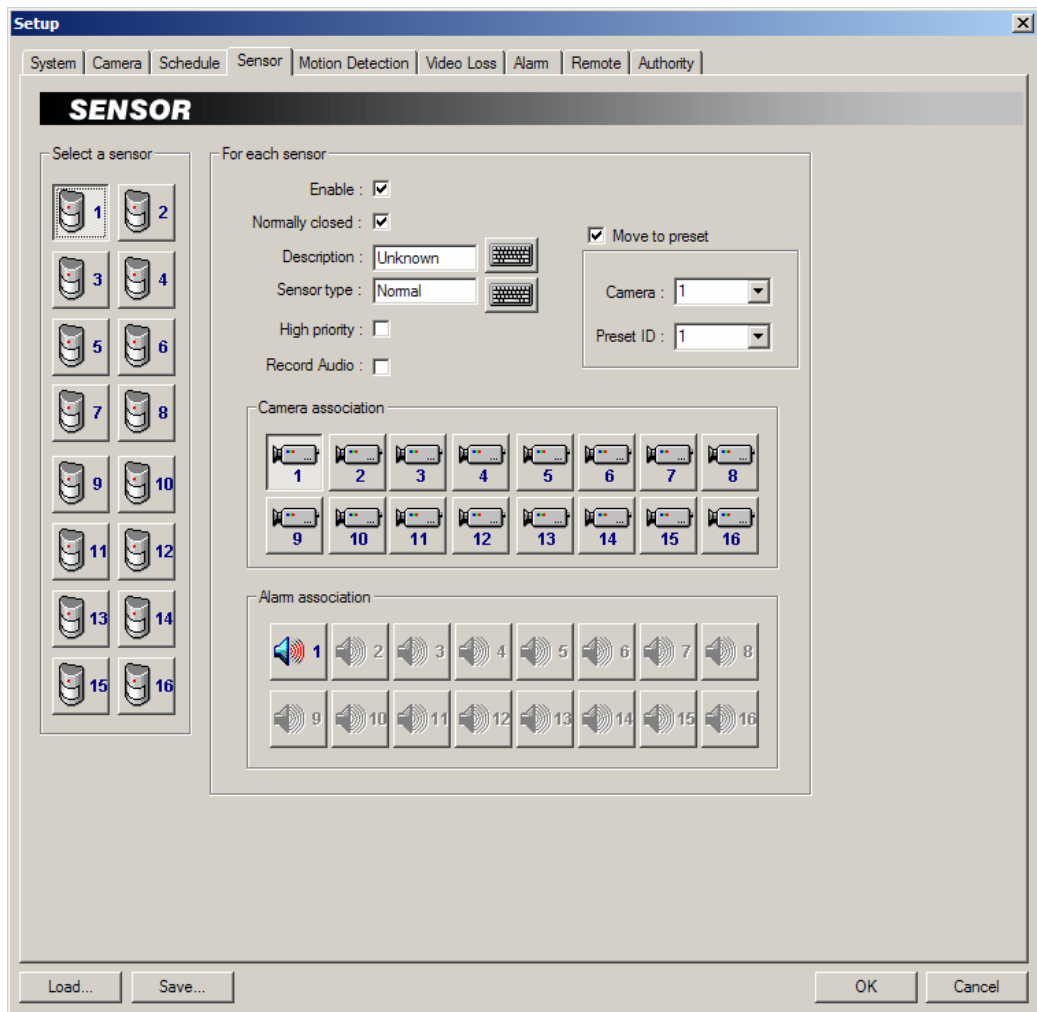 Setup
System Camera Schedule Sensor Motion Detection Video Loss Alarm Remote Authority
SENSOR
Select a sensor
1 2
3 4
5 6
7 8
9 10
11 12
13 14
15 16
For each sensor
Enable :
Normally closed :
Description : Unknown
Sensor type : Normal
High priority :
Record Audio :
Move to preset
Camera : 1
Preset ID : 1
Camera association
1 2 3 4 5 6 7 8
9 10 11 12 13 14 15 16
Alarm association
1 2 3 4 5 6 7 8
9 10 11 12 13 14 15 16
Load... Save... OK Cancel